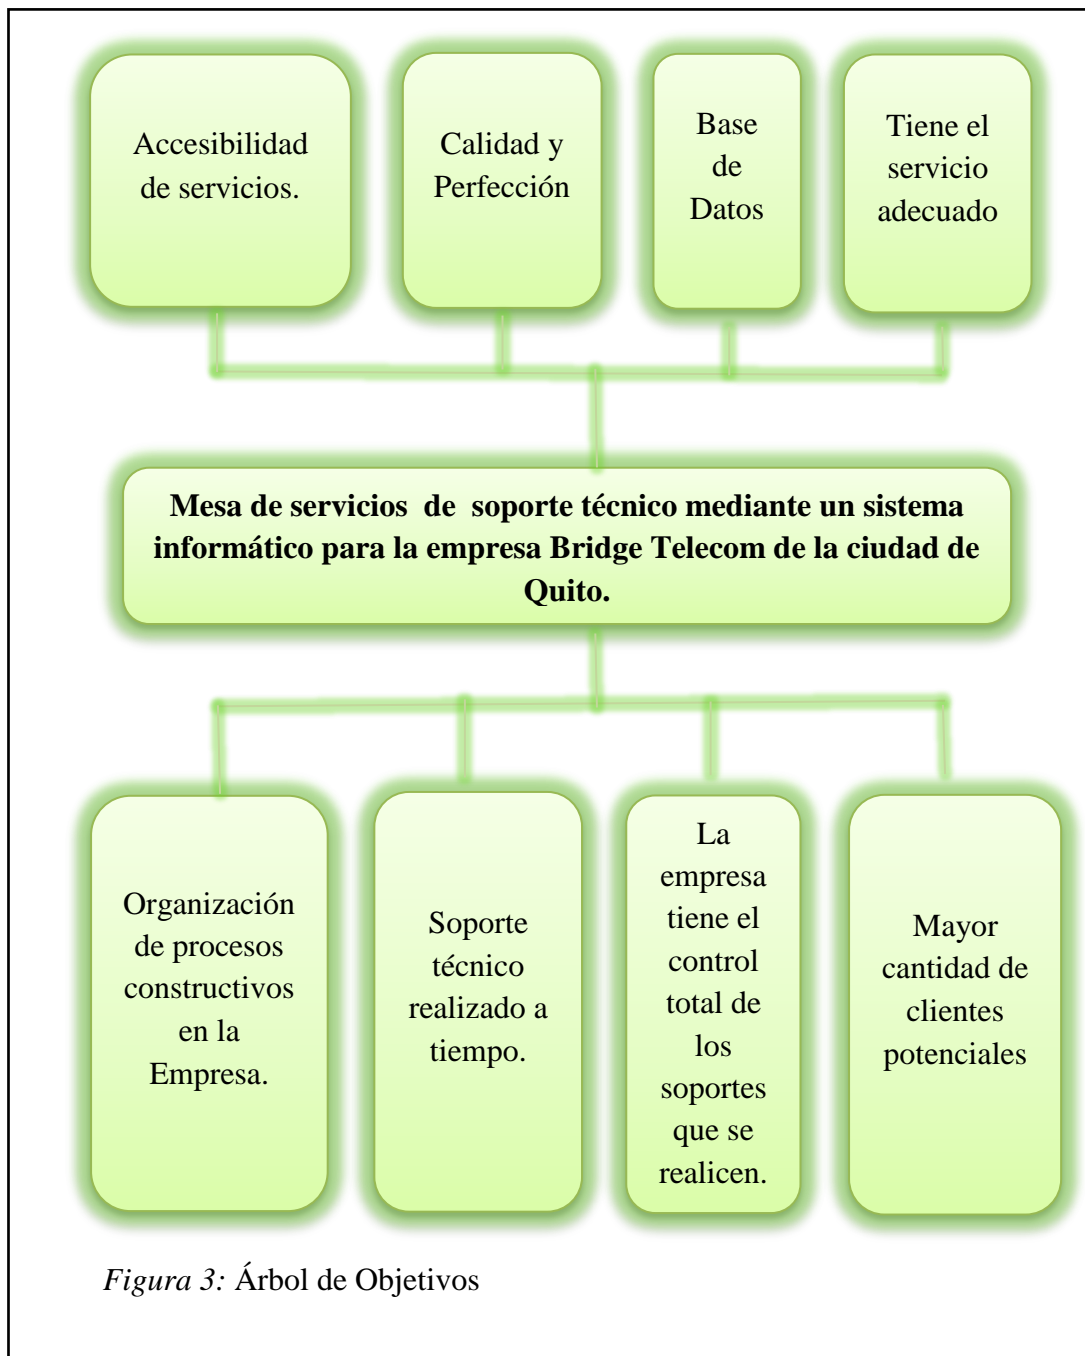 Accesibilidad
de servicios.
Calidad y
Perfección
Base
de
Datos
Tiene el
servicio
adecuado
Mesa de servicios  de  soporte técnico mediante un sistema
informático para la empresa Bridge Telecom de la ciudad de
Quito.
Organización
de procesos
constructivos
en la
Empresa.
Soporte
técnico
realizado a
tiempo.
La
empresa
tiene el
control
total de
los
soportes
que se
realicen.
Mayor
cantidad de
clientes
potenciales
Figura 3: Árbol de Objetivos